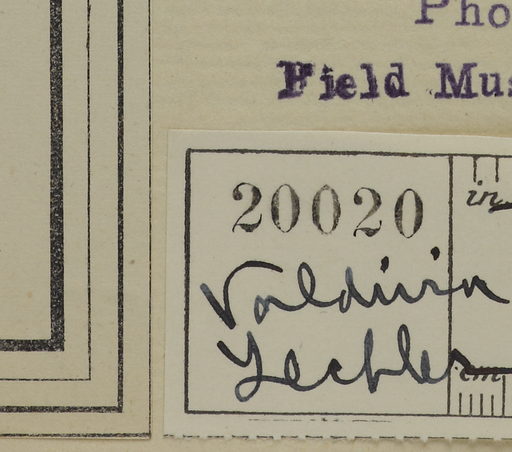 Pho
Field Mus
20020
in
Valdivia
Lechler
cm